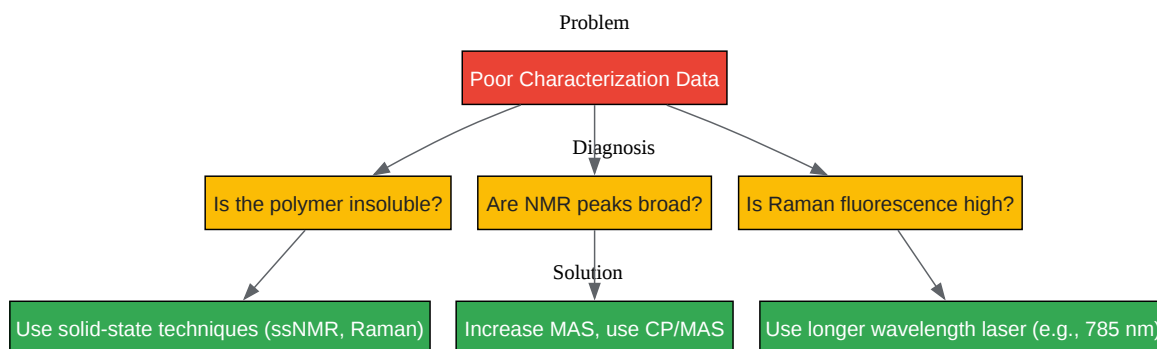 Problem
Poor Characterization Data
Diagnosis
Is the polymer insoluble?
Are NMR peaks broad?
Is Raman fluorescence high?
Solution
Use solid-state techniques (ssNMR, Raman)
Increase MAS, use CP/MAS
Use longer wavelength laser (e.g., 785 nm)